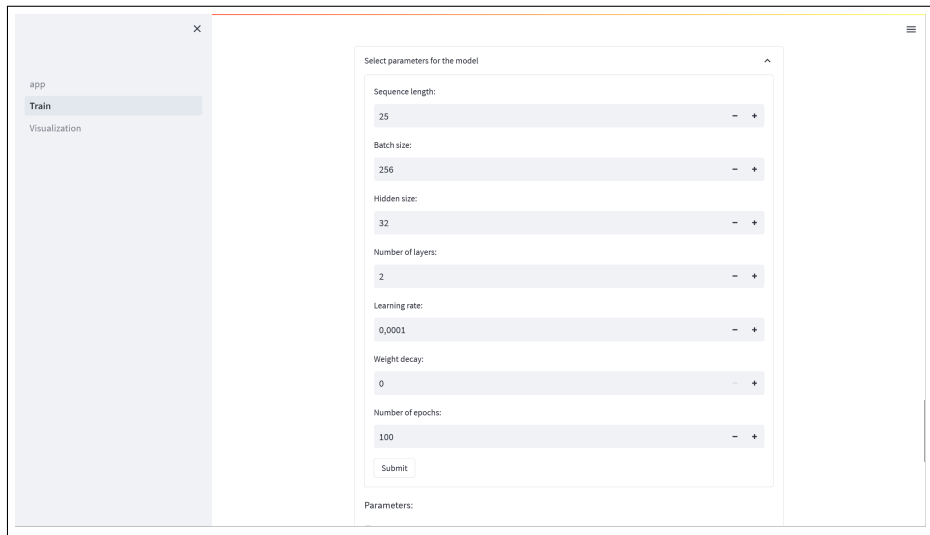 app
Train
Visualization
Select parameters for the model
Sequence length:
25
Batch size:
256
Hidden size:
32
Number of layers:
2
Learning rate:
0,0001
Weight decay:
0
Number of epochs:
100
Submit
Parameters: